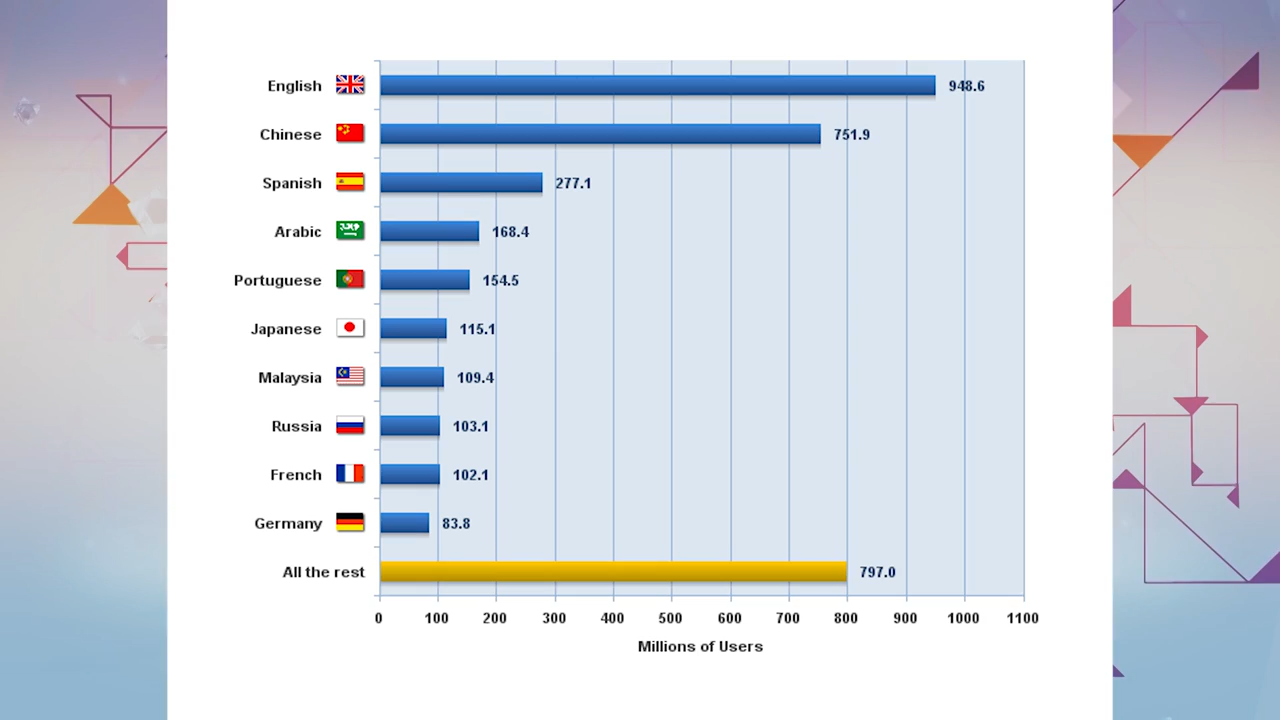 English 948.6
Chinese 751.9
Spanish 277.1
Arabic 168.4
Portuguese 154.5
Japanese 115.1
Malaysia 109.4
Russia 103.1
French 102.1
Germany 83.8
All the rest 797.0
0 100 200 300 400 500 600 700 800 900 1000 1100
Millions of Users